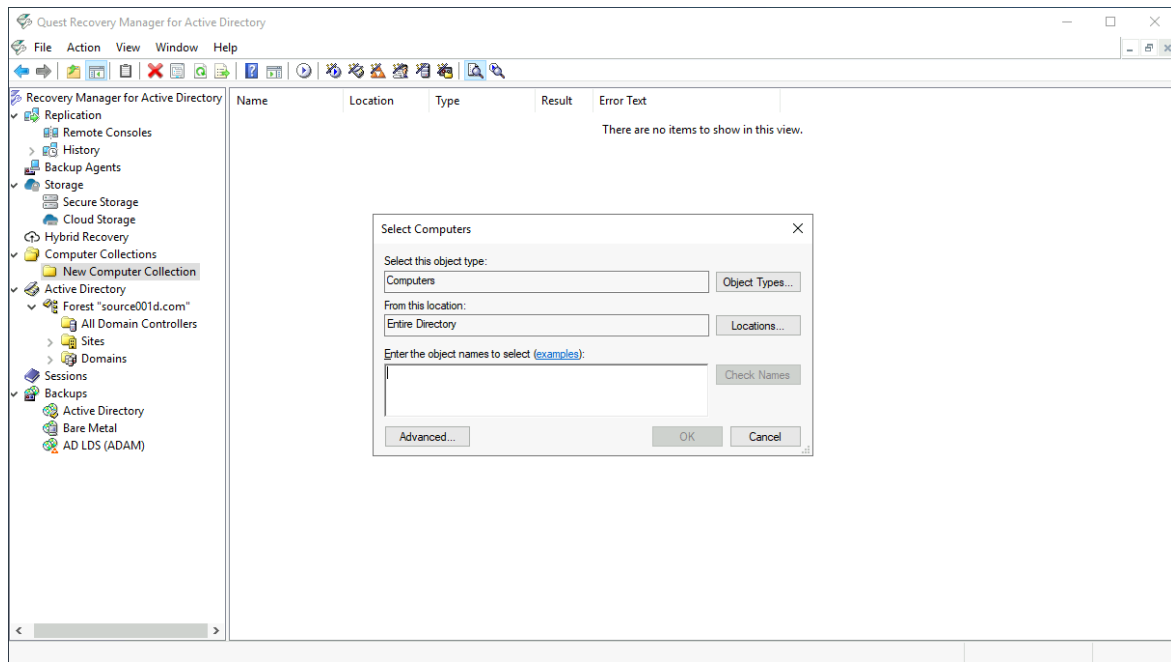 Quest Recovery Manager for Active Directory
File Action View Window Help
Recovery Manager for Active Directory
Replication
Remote Consoles
History
Backup Agents
Storage
Secure Storage
Cloud Storage
Hybrid Recovery
Computer Collections
New Computer Collection
Active Directory
Forest "source001d.com"
All Domain Controllers
Sites
Domains
Sessions
Backups
Active Directory
Bare Metal
AD LDS (ADAM)
Name Location Type Result Error Text
There are no items to show in this view.
Select Computers
Select this object type:
Computers Object Types...
From this location:
Entire Directory Locations...
Enter the object names to select (examples):
Check Names
Advanced... OK Cancel